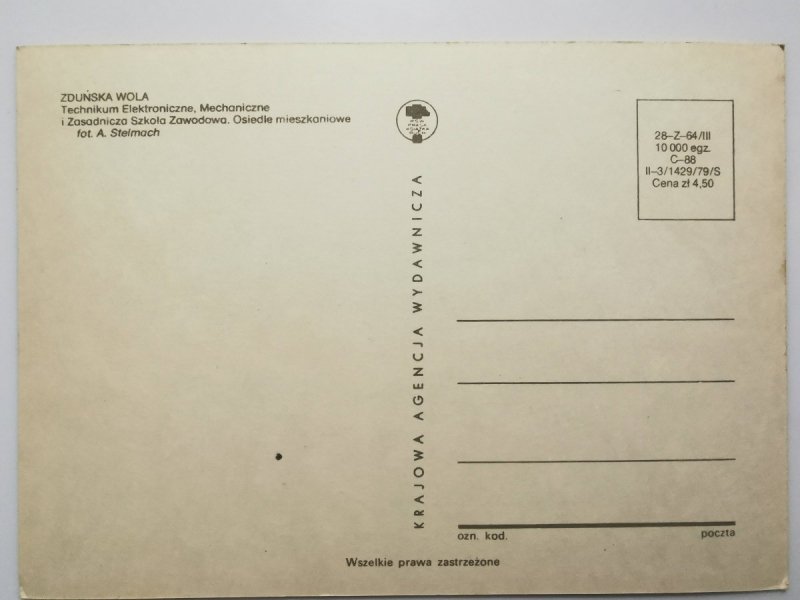 ZDUŃSKA WOLA
Technikum Elektroniczne, Mechaniczne
i Zasadnicza Szkoła Zawodowa. Osiedle mieszkaniowe
fot. A. Stelmach
KRAJOWA AGENCJA WYDAWNICZA
28–Z–64/III
10 000 egz.
C–88
II–3/1429/79/S
Cena zł 4,50
ozn. kod.
poczta
Wszelkie prawa zastrzeżone